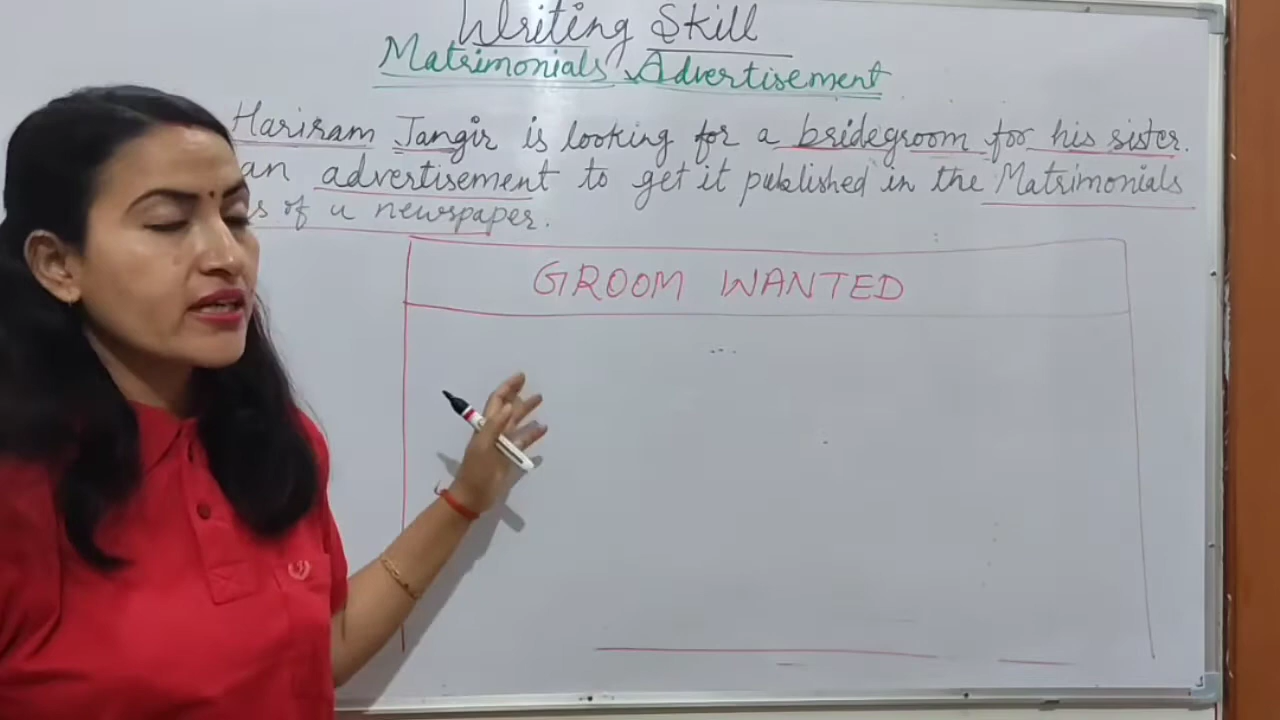 Writing Skill
Matrimonials Advertisement
Hariram Jangir is looking for a bridegroom for his sister.
an advertisement to get it published in the Matrimonials
of a newspaper.
GROOM WANTED